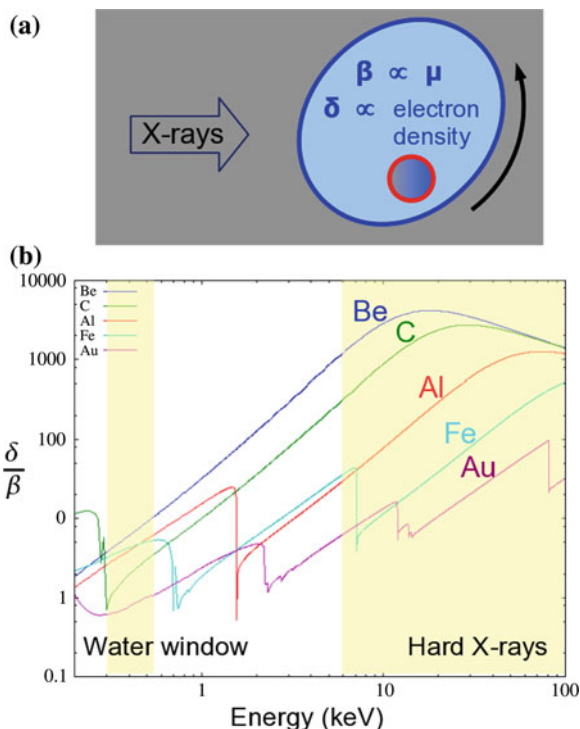 (a)
β ∝ μ
δ ∝ electron
density
X-rays
(b)
10000
1000
100
0
1
0.1
δ
β
Be
C
Al
Fe
Au
Be
C
Al
Fe
Au
Water window
Hard X-rays
1
10
100
Energy (keV)